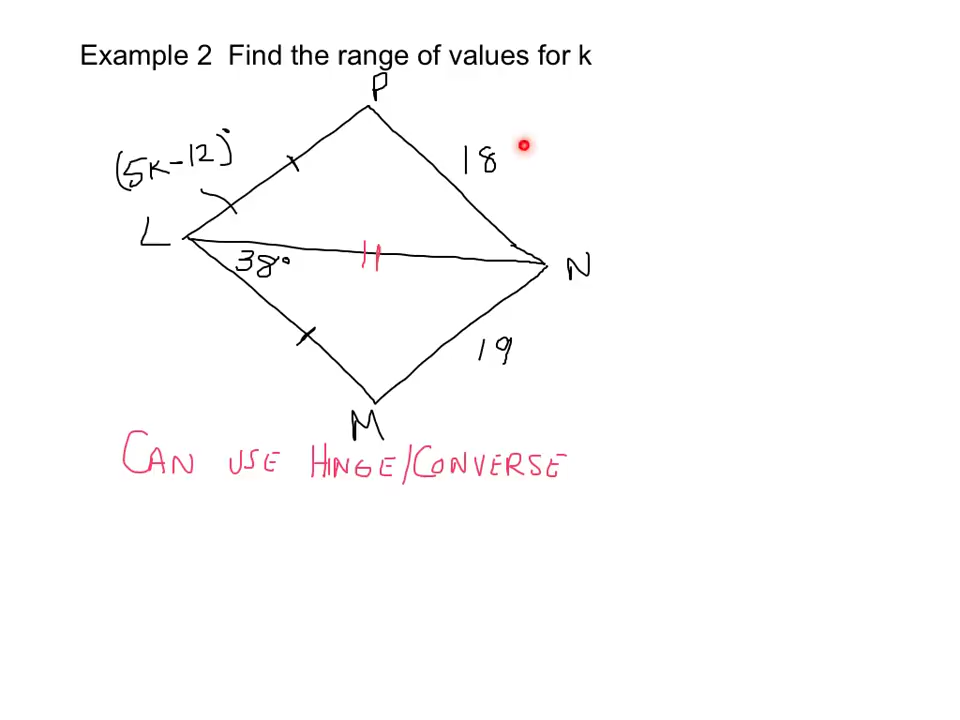 Example 2 Find the range of values for k
P
(5K-12)°
18
L
38°
N
19
M
CAN USE HINGE/CONVERSE